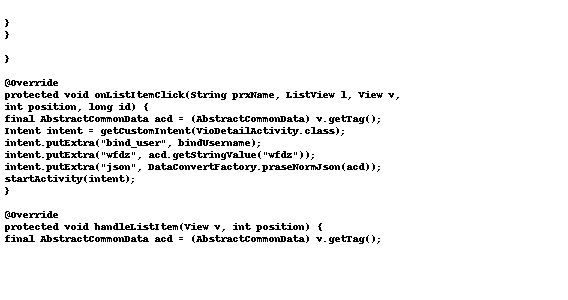 }
}
}
@Override
protected void onListItemClick(String prxName, ListView l, View v,
int position, long id) {
final AbstractCommonData acd = (AbstractCommonData) v.getTag();
Intent intent = getCustomIntent(VioDetailActivity.class);
intent.putExtra("bind_user", bindUsername);
intent.putExtra("wfdz", acd.getStringValue("wfdz"));
intent.putExtra("json", DataConvertFactory.praseNormJson(acd));
startActivity(intent);
}
@Override
protected void handleListItem(View v, int position) {
final AbstractCommonData acd = (AbstractCommonData) v.getTag();